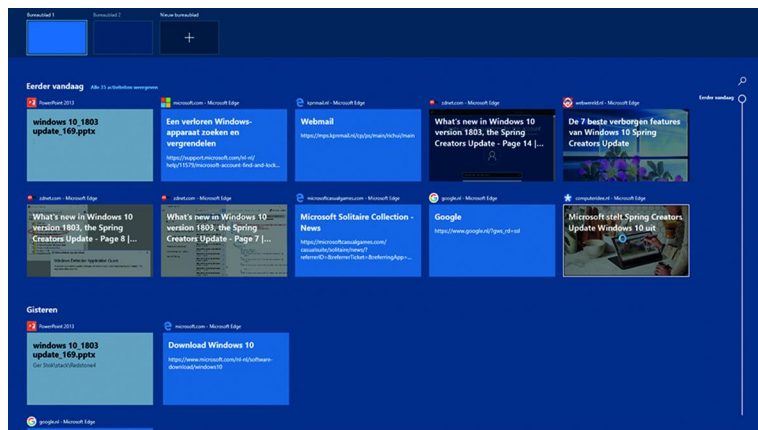 Bureaublad 1
Bureaublad 2
Nieuw bureaublad
Eerder vandaag Alle 35 activiteiten weergeven
Eerder vandaag
PowerPoint 2013
microsoft.com - Microsoft Edge
kpnmail.nl - Microsoft Edge
zdnet.com - Microsoft Edge
webwereld.nl - Microsoft Edge
windows 10_1803
update_169.pptx
Een verloren Windows-
apparaat zoeken en
vergrendelen
https://support.microsoft.com/nl-nl/
help/11579/microsoft-account-find-and-lock...
Webmail
https://mps.kpnmail.nl/cp/ps/main/richui/main
What's new in Windows 10
version 1803, the Spring
Creators Update - Page 14 |...
De 7 beste verborgen features
van Windows 10 Spring
Creators Update
zdnet.com - Microsoft Edge
zdnet.com - Microsoft Edge
microsoftcasualgames.com - Microsoft Edge
google.nl - Microsoft Edge
computeridee.nl - Microsoft Edge
What's new in Windows 10
version 1803, the Spring
Creators Update - Page 8 |...
Windows Defender Application Guard
What's new in Windows 10
version 1803, the Spring
Creators Update - Page 7 |...
Microsoft Solitaire Collection -
News
https://microsoftcasualgames.com/
casualsuite/solitaire/news/?
referrerID=&referrerTicket=&referringApp=...
Google
https://www.google.nl/?gws_rd=ssl
Microsoft stelt Spring Creators
Update Windows 10 uit
Gisteren
PowerPoint 2013
microsoft.com - Microsoft Edge
windows 10_1803
update_169.pptx
Ger Stok\stack\Redstone4
Download Windows 10
https://www.microsoft.com/nl-nl/software-
download/windows10
google.nl - Microsoft Edge